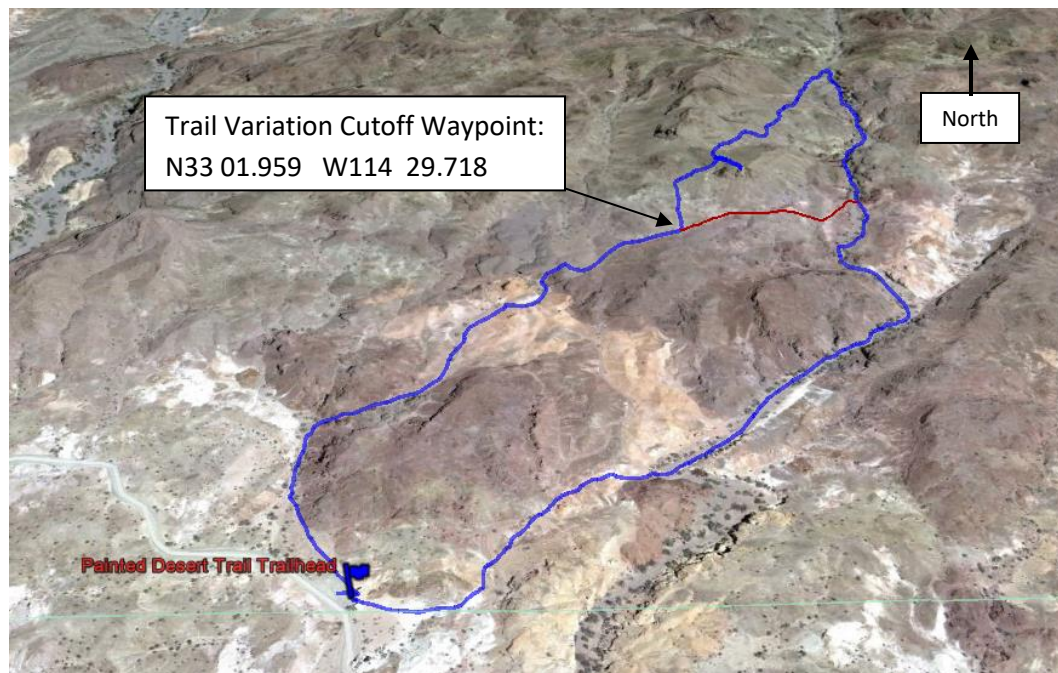 Trail Variation Cutoff Waypoint:
N33 01.959 W114 29.718
North
Painted Desert Trail Trailhead